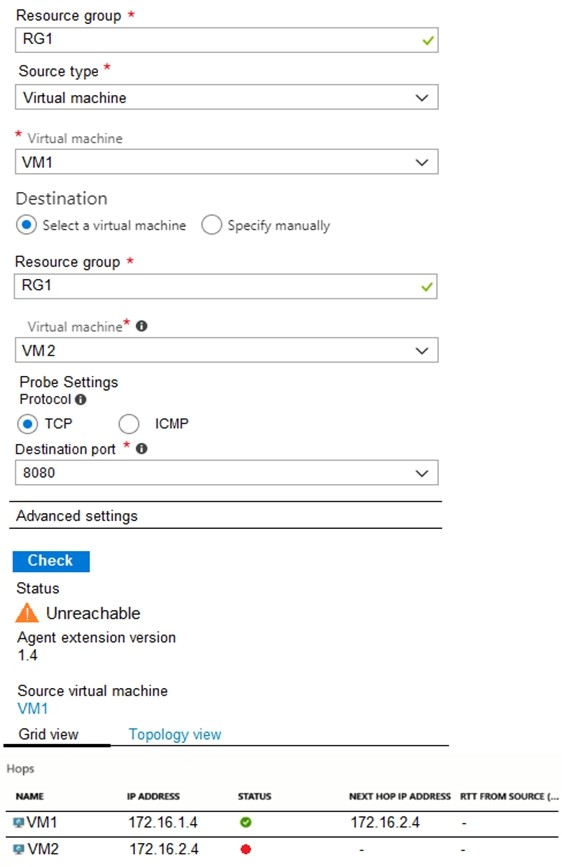 Resource group *
RG1
Source type *
Virtual machine
* Virtual machine
VM1
Destination
Select a virtual machine Specify manually
Resource group *
RG1
Virtual machine*
VM2
Probe Settings
Protocol
TCP ICMP
Destination port *
8080
Advanced settings
Check
Status
Unreachable
Agent extension version
1.4
Source virtual machine
VM1
Grid view Topology view
Hops
NAME IP ADDRESS STATUS NEXT HOP IP ADDRESS RTT FROM SOURCE (...
VM1 172.16.1.4 172.16.2.4 -
VM2 172.16.2.4 - -